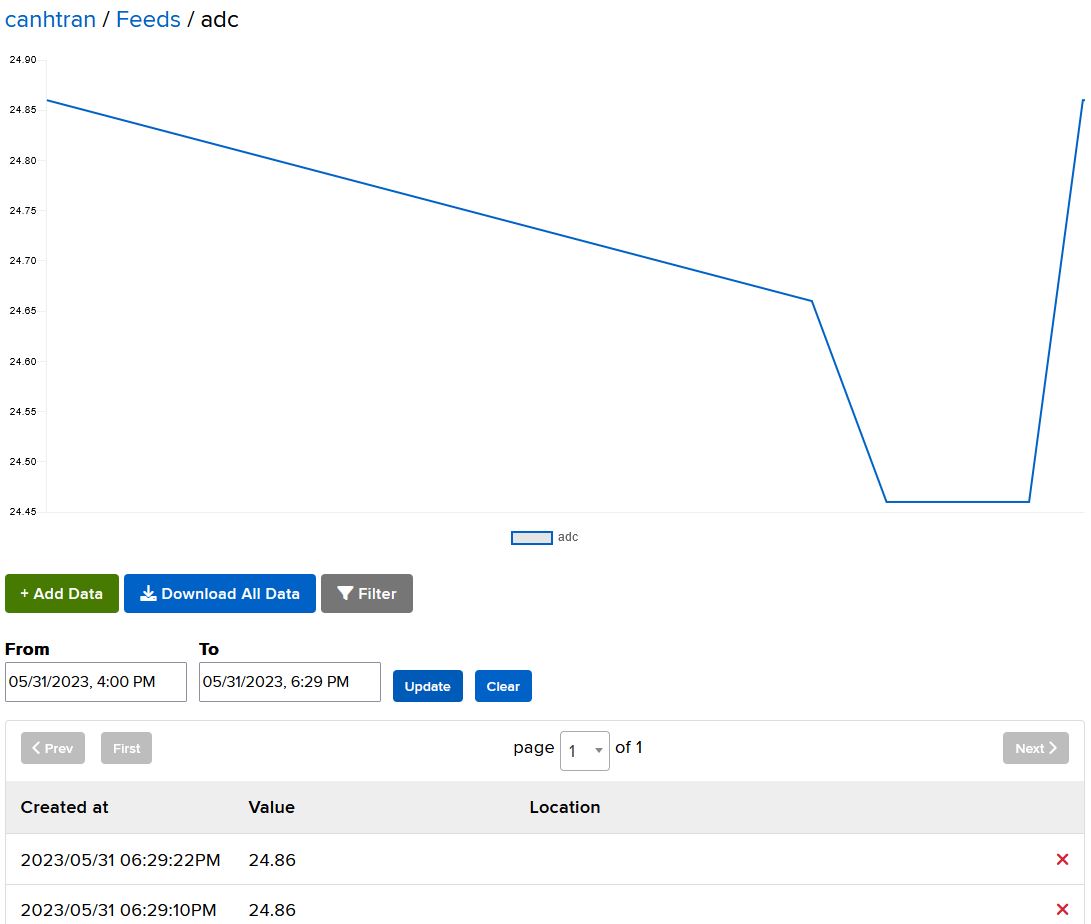 canhtran / Feeds / adc
24.90
24.85
24.80
24.75
24.70
24.65
24.60
24.55
24.50
24.45
adc
+ Add Data
Download All Data
Filter
From To
05/31/2023, 4:00 PM 05/31/2023, 6:29 PM Update Clear
Prev First page 1 of 1 Next
Created at Value Location
2023/05/31 06:29:22PM 24.86
2023/05/31 06:29:10PM 24.86